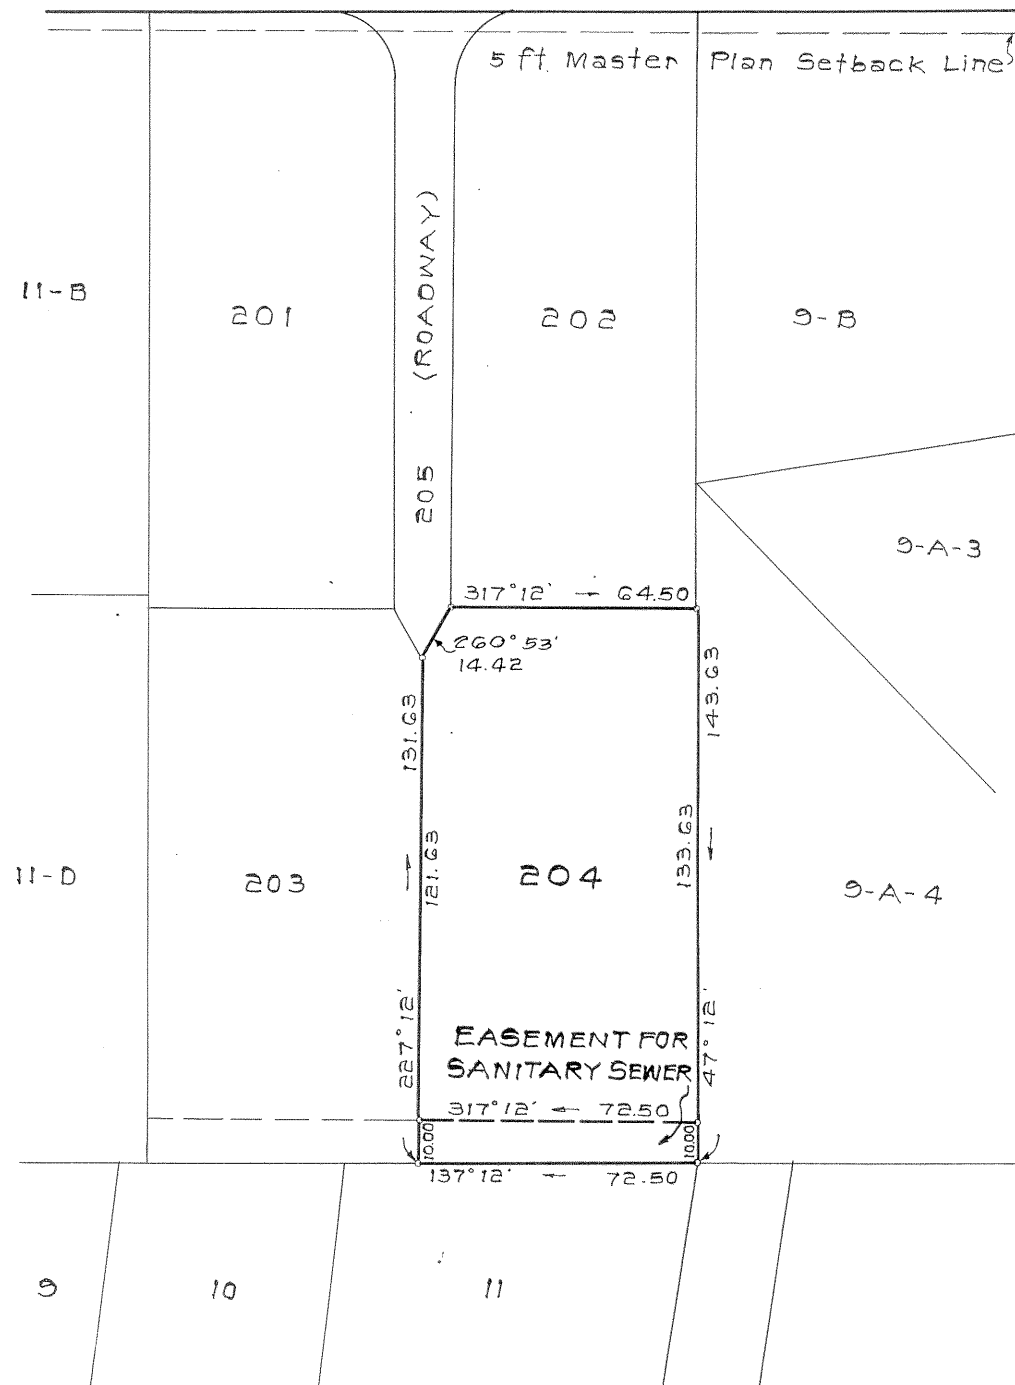 5 ft. Master Plan Setback Line
11-B
201
205 (ROADWAY)
202
9-B
9-A-3
317°12' → 64.50
260°53'
14.42
131.63
143.63
121.63
133.63
11-D
203
204
9-A-4
227°12'
47°12'
EASEMENT FOR
SANITARY SEWER
317°12' ← 72.50
10.00
10.00
137°12' ← 72.50
9
10
11